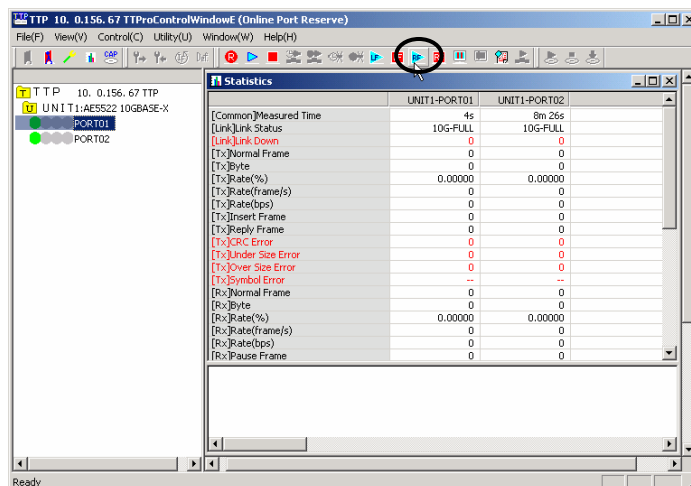 TTP 10. 0.156. 67 TTProControlWindowE (Online Port Reserve)
File(F) View(V) Control(C) Utility(U) Window(W) Help(H)
CAP
Statistics
TTP 10. 0.156. 67 TTP
UNIT1:AE5522 10GBASE-X
PORT01
PORT02
UNIT1-PORT01 UNIT1-PORT02
[Common]Measured Time 4s 8m 26s
[Link]Link Status 10G-FULL 10G-FULL
[Link]Link Down 0 0
[Tx]Normal Frame 0 0
[Tx]Byte 0 0
[Tx]Rate(%) 0.00000 0.00000
[Tx]Rate(frame/s) 0 0
[Tx]Rate(bps) 0 0
[Tx]Insert Frame 0 0
[Tx]Reply Frame 0 0
[Tx]CRC Error 0 0
[Tx]Under Size Error 0 0
[Tx]Over Size Error 0 0
[Tx]Symbol Error -- --
[Rx]Normal Frame 0 0
[Rx]Byte 0 0
[Rx]Rate(%) 0.00000 0.00000
[Rx]Rate(frame/s) 0 0
[Rx]Rate(bps) 0 0
[Rx]Pause Frame 0 0
Ready